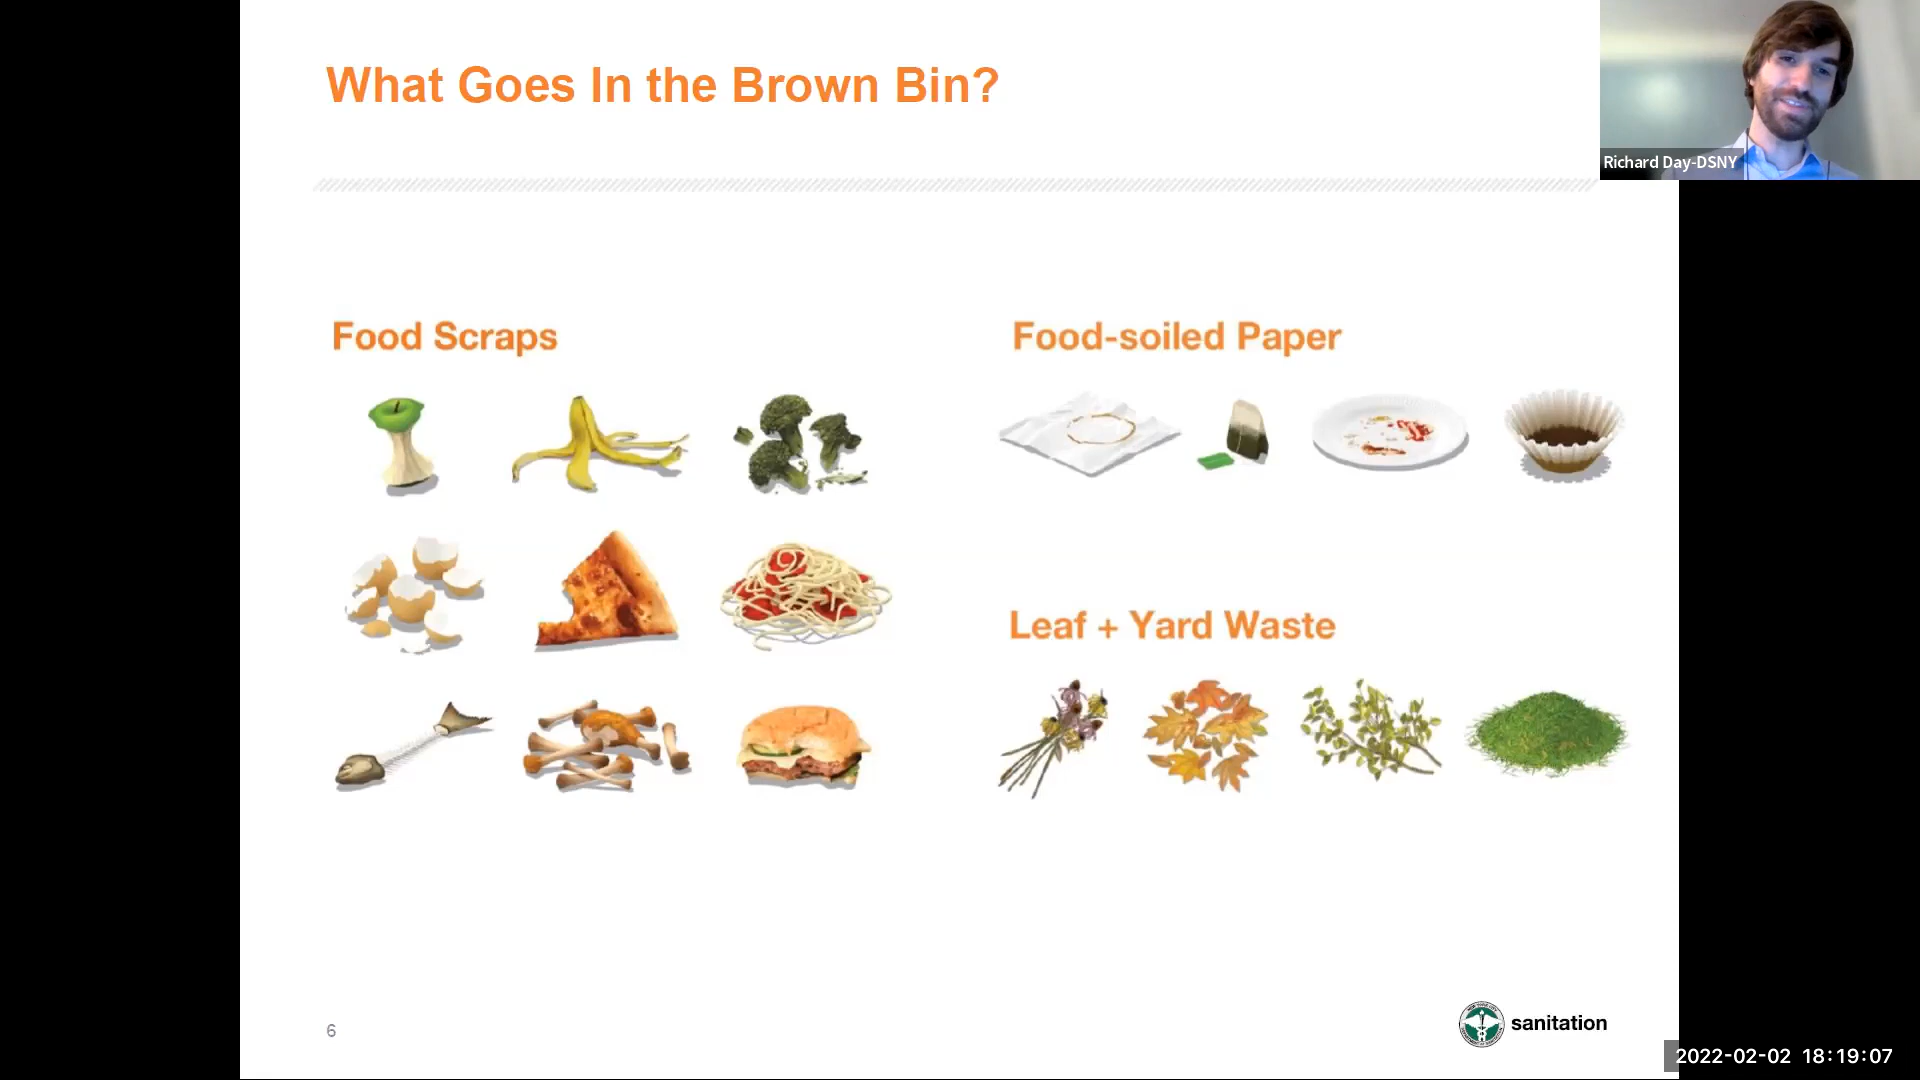 What Goes In the Brown Bin?
Richard Day-DSNY
Food Scraps
Food-soiled Paper
Leaf + Yard Waste
6
sanitation
2022-02-02 18:19:07